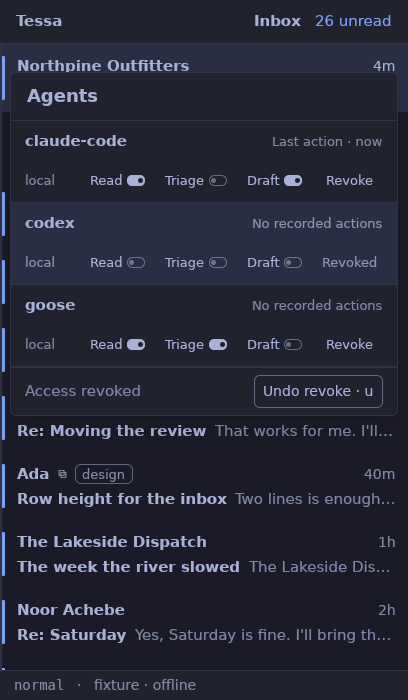 Tessa Inbox 26 unread
Northpine Outfitters 4m
Agents
claude-code Last action · now
local Read Triage Draft Revoke
codex No recorded actions
local Read Triage Draft Revoked
goose No recorded actions
local Read Triage Draft Revoke
Access revoked Undo revoke · u
Re: Moving the review That works for me. I'll...
Ada design 40m
Row height for the inbox Two lines is enough...
The Lakeside Dispatch 1h
The week the river slowed The Lakeside Dis...
Noor Achebe 2h
Re: Saturday Yes, Saturday is fine. I'll bring th...
normal · fixture · offline